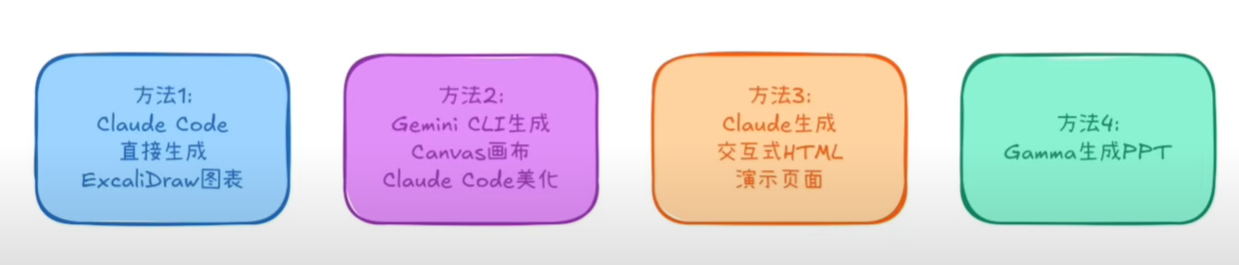 方法1:
Claude Code
直接生成
ExcaliDraw图表
方法2:
Gemini CLI生成
Canvas画布
Claude Code美化
方法3:
Claude生成
交互式HTML
演示页面
方法4:
Gamma生成PPT